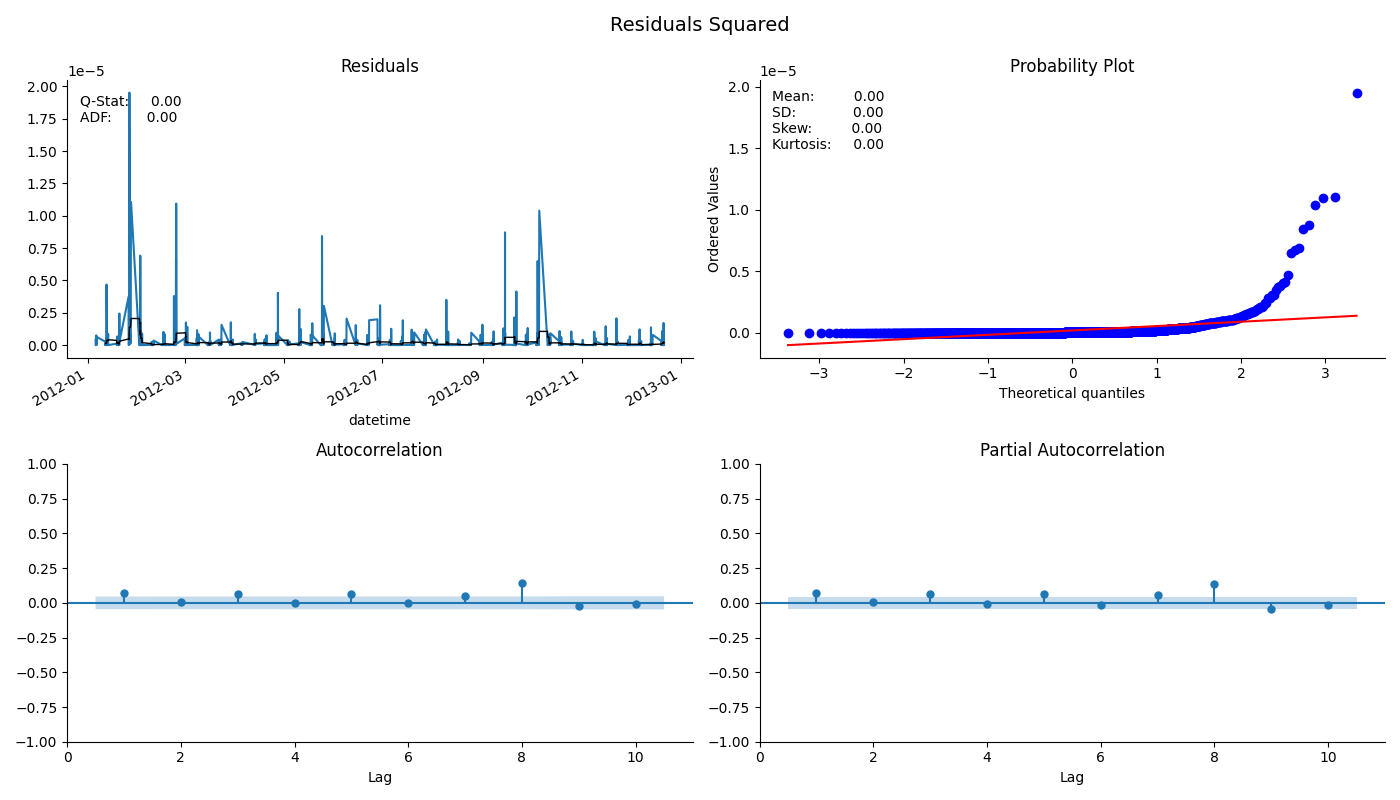 Residuals Squared
Residuals
1e−5
Q-Stat: 0.00
ADF: 0.00
2.00
1.75
1.50
1.25
1.00
0.75
0.50
0.25
0.00
2012-01
2012-03
2012-05
2012-07
2012-09
2012-11
2013-01
datetime
Probability Plot
1e−5
Mean: 0.00
SD: 0.00
Skew: 0.00
Kurtosis: 0.00
Ordered Values
2.0
1.5
1.0
0.5
0.0
−3 −2 −1 0 1 2 3
Theoretical quantiles
Autocorrelation
1.00
0.75
0.50
0.25
0.00
−0.25
−0.50
−0.75
−1.00
0 2 4 6 8 10
Lag
Partial Autocorrelation
1.00
0.75
0.50
0.25
0.00
−0.25
−0.50
−0.75
−1.00
0 2 4 6 8 10
Lag